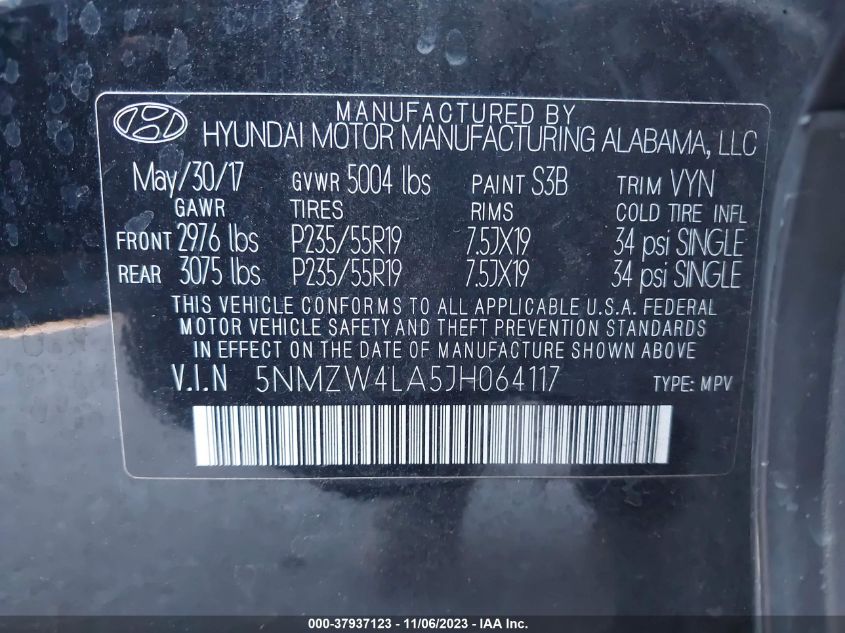 MANUFACTURED BY
HYUNDAI MOTOR MANUFACTURING ALABAMA, LLC
May/30/17 GVWR 5004 lbs PAINT S3B TRIM VYN
GAWR TIRES RIMS COLD TIRE INFL
FRONT 2976 lbs P235/55R19 7.5JX19 34 psi SINGLE
REAR 3075 lbs P235/55R19 7.5JX19 34 psi SINGLE
THIS VEHICLE CONFORMS TO ALL APPLICABLE U.S.A. FEDERAL
MOTOR VEHICLE SAFETY AND THEFT PREVENTION STANDARDS
IN EFFECT ON THE DATE OF MANUFACTURE SHOWN ABOVE.
V.I.N 5NMZW4LA5JH064117 TYPE: MPV
000-37937123 - 11/06/2023 - IAA Inc.